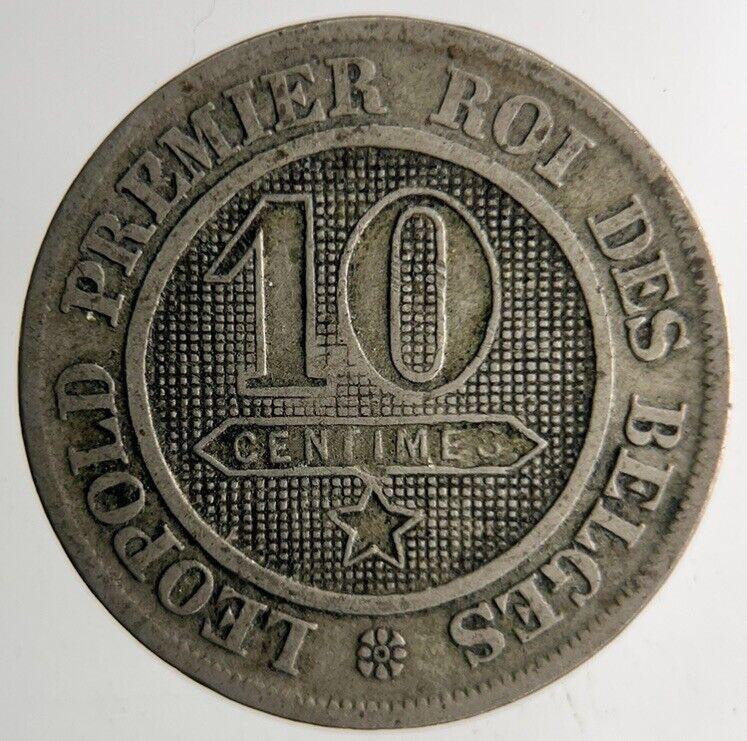 LEOPOLD PREMIER ROI DES BELGES
10
CENTIMES